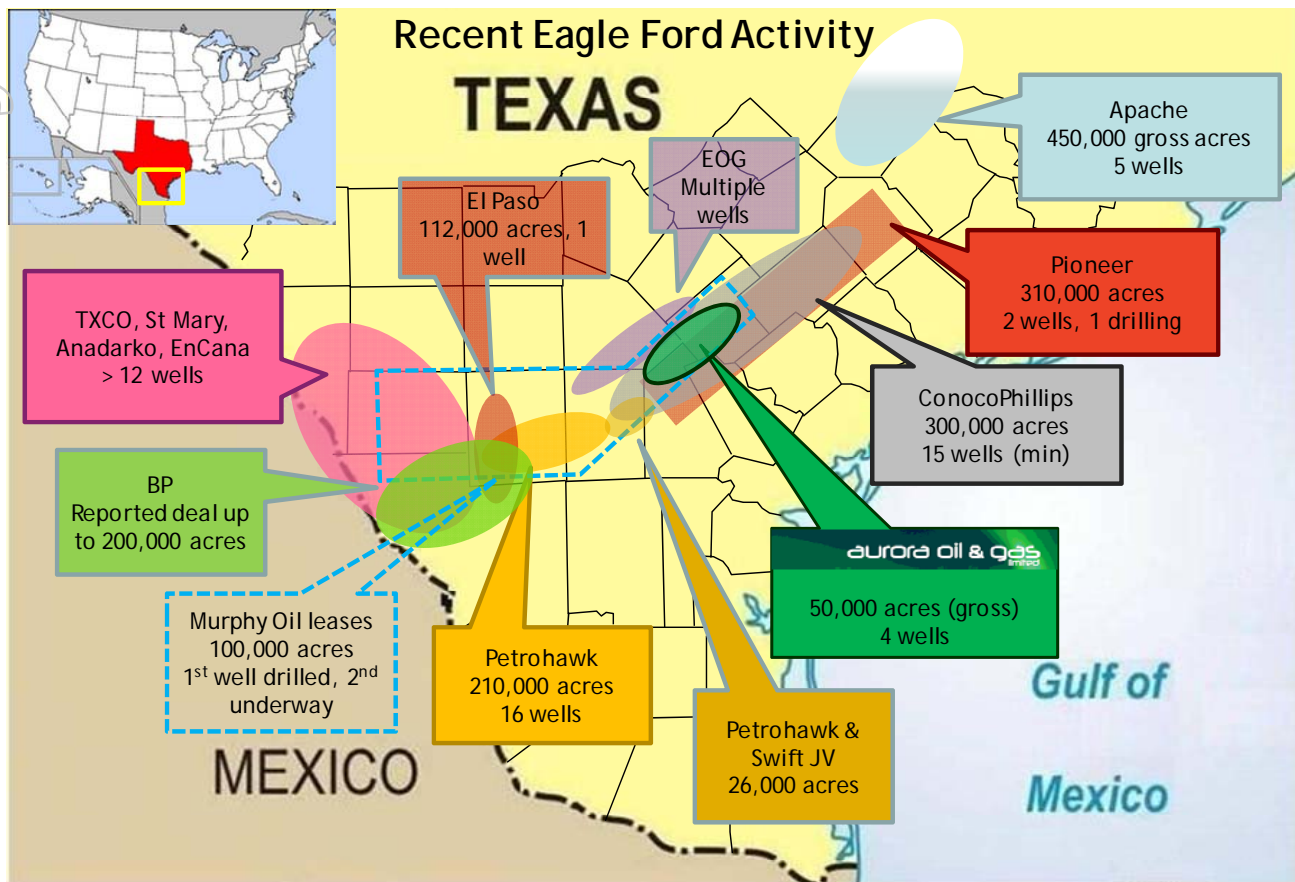 Recent Eagle Ford Activity
TEXAS
Apache
450,000 gross acres
5 wells
EOG
Multiple
wells
El Paso
112,000 acres, 1
well
Pioneer
310,000 acres
2 wells, 1 drilling
TXCO, St Mary,
Anadarko, EnCana
> 12 wells
ConocoPhillips
300,000 acres
15 wells (min)
BP
Reported deal up
to 200,000 acres
aurora oil & gas
limited
50,000 acres (gross)
4 wells
Murphy Oil leases
100,000 acres
1st well drilled, 2nd
underway
Petrohawk
210,000 acres
16 wells
Petrohawk &
Swift JV
26,000 acres
Gulf of
Mexico
MEXICO